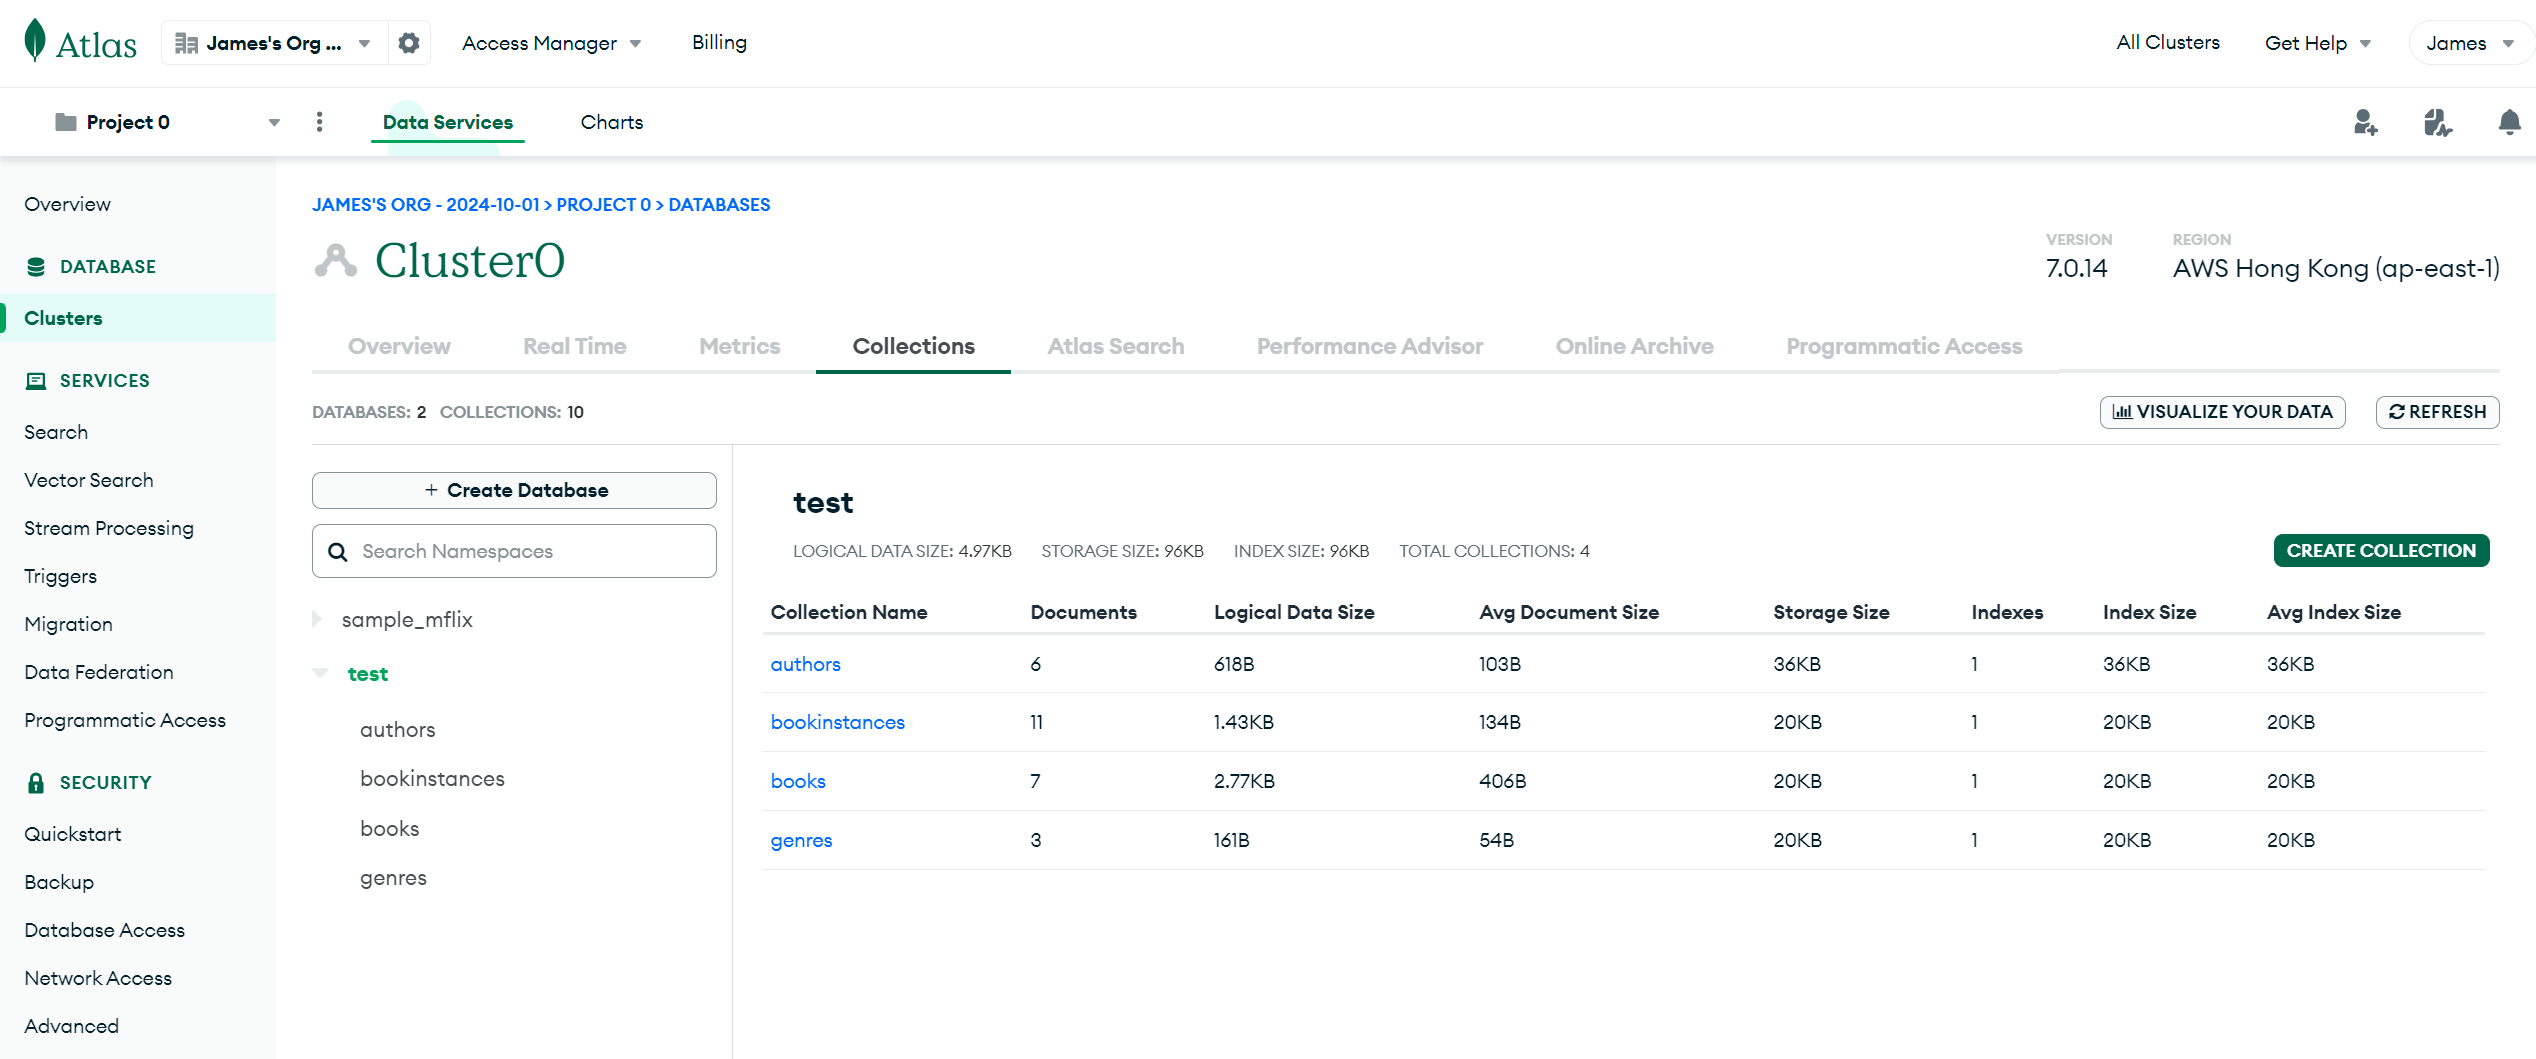 Atlas
James's Org ...
Access Manager
Billing
All Clusters
Get Help
James
Project 0
Data Services
Charts
Overview
DATABASE
Clusters
SERVICES
Search
Vector Search
Stream Processing
Triggers
Migration
Data Federation
Programmatic Access
SECURITY
Quickstart
Backup
Database Access
Network Access
Advanced
JAMES'S ORG - 2024-10-01 > PROJECT 0 > DATABASES
Cluster0
VERSION
7.0.14
REGION
AWS Hong Kong (ap-east-1)
Overview Real Time Metrics Collections Atlas Search Performance Advisor Online Archive Programmatic Access
DATABASES: 2 COLLECTIONS: 10
VISUALIZE YOUR DATA
REFRESH
+ Create Database
Search Namespaces
sample_mflix
test
authors
bookinstances
books
genres
test
LOGICAL DATA SIZE: 4.97KB STORAGE SIZE: 96KB INDEX SIZE: 96KB TOTAL COLLECTIONS: 4
CREATE COLLECTION
Collection Name Documents Logical Data Size Avg Document Size Storage Size Indexes Index Size Avg Index Size
authors 6 618B 103B 36KB 1 36KB 36KB
bookinstances 11 1.43KB 134B 20KB 1 20KB 20KB
books 7 2.77KB 406B 20KB 1 20KB 20KB
genres 3 161B 54B 20KB 1 20KB 20KB